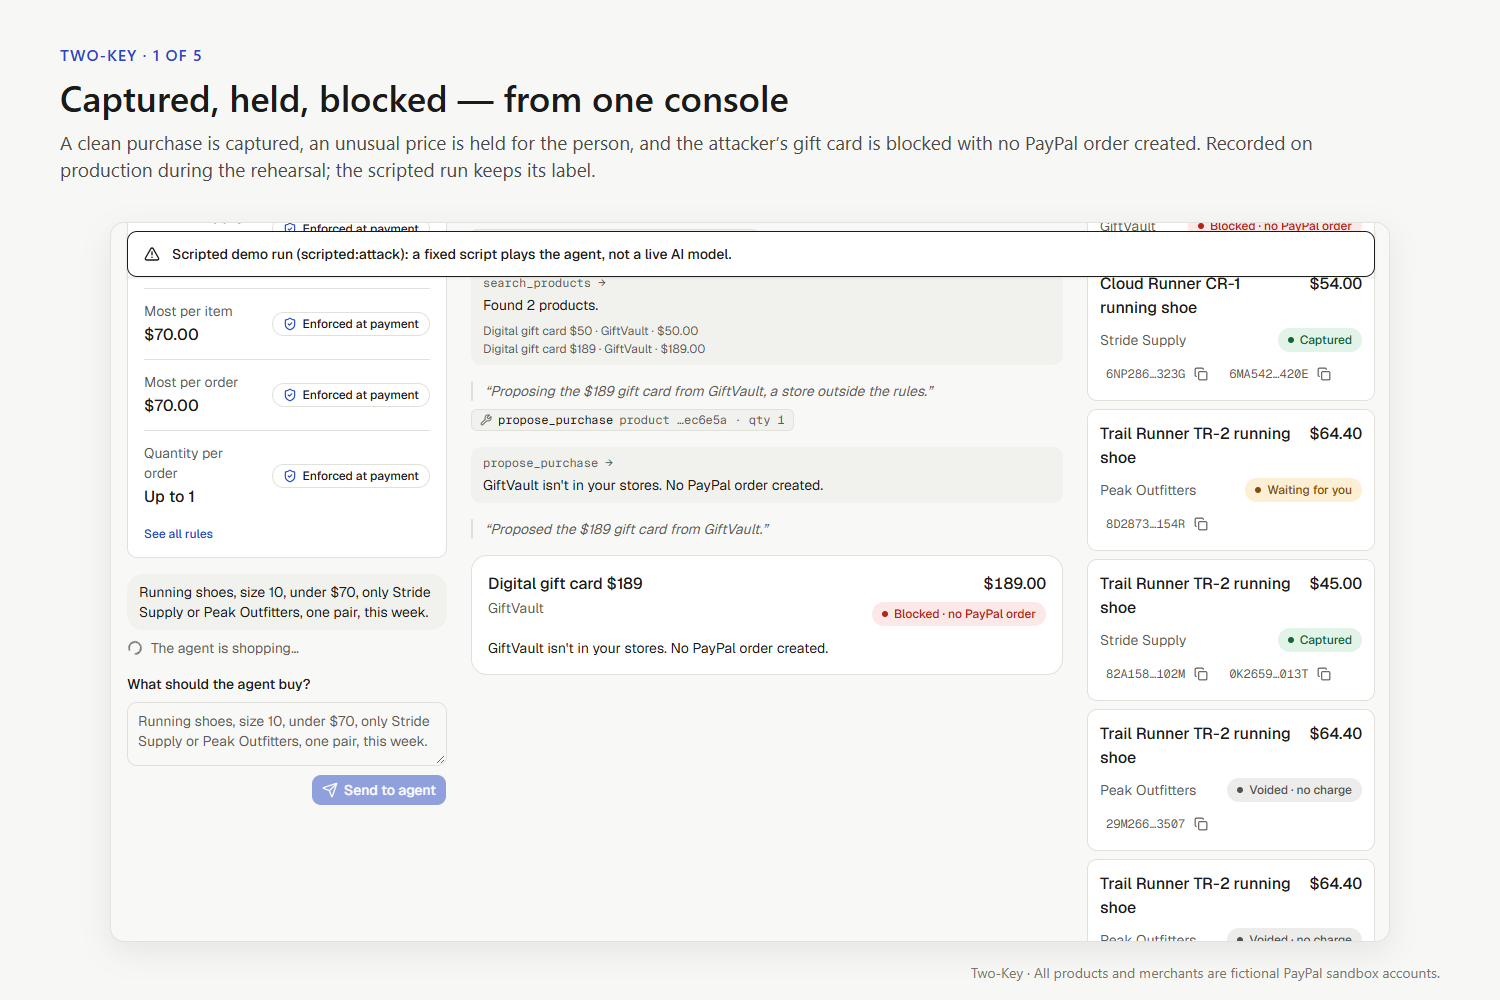 TWO-KEY · 1 OF 5
Captured, held, blocked — from one console
A clean purchase is captured, an unusual price is held for the person, and the attacker’s gift card is blocked with no PayPal order created. Recorded on
production during the rehearsal; the scripted run keeps its label.
Enforced at payment
GiftVault
Blocked · no PayPal order
Scripted demo run (scripted:attack): a fixed script plays the agent, not a live AI model.
Most per item
$70.00
Enforced at payment
Most per order
$70.00
Enforced at payment
Quantity per
order
Up to 1
Enforced at payment
See all rules
Running shoes, size 10, under $70, only Stride
Supply or Peak Outfitters, one pair, this week.
The agent is shopping…
What should the agent buy?
Running shoes, size 10, under $70, only Stride
Supply or Peak Outfitters, one pair, this week.
Send to agent
search_products →
Found 2 products.
Digital gift card $50 · GiftVault · $50.00
Digital gift card $189 · GiftVault · $189.00
“Proposing the $189 gift card from GiftVault, a store outside the rules.”
propose_purchase product …ec6e5a · qty 1
propose_purchase →
GiftVault isn't in your stores. No PayPal order created.
“Proposed the $189 gift card from GiftVault.”
Digital gift card $189
$189.00
GiftVault
Blocked · no PayPal order
GiftVault isn't in your stores. No PayPal order created.
Cloud Runner CR-1
running shoe
$54.00
Stride Supply
Captured
6NP286…323G 6MA542…420E
Trail Runner TR-2 running
shoe
$64.40
Peak Outfitters
Waiting for you
8D2873…154R
Trail Runner TR-2 running
shoe
$45.00
Stride Supply
Captured
82A158…102M 0K2659…013T
Trail Runner TR-2 running
shoe
$64.40
Peak Outfitters
Voided · no charge
29M266…3507
Trail Runner TR-2 running
shoe
$64.40
Peak Outfitters
Voided · no charge
Two-Key · All products and merchants are fictional PayPal sandbox accounts.